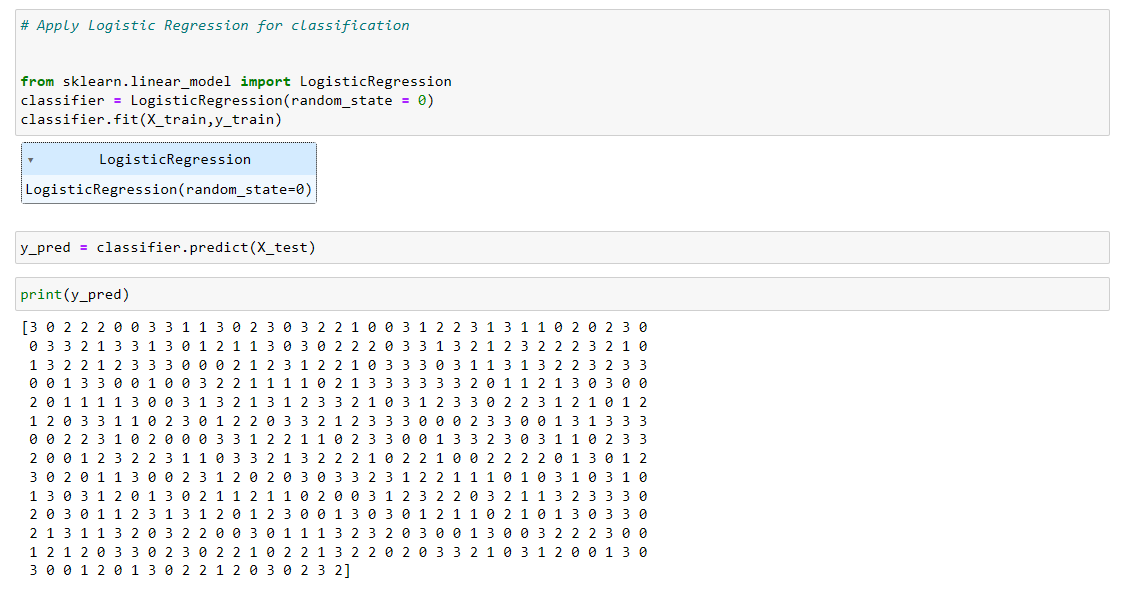 # Apply Logistic Regression for classification
from sklearn.linear_model import LogisticRegression
classifier = LogisticRegression(random_state = 0)
classifier.fit(X_train,y_train)
▾ LogisticRegression
LogisticRegression(random_state=0)
y_pred = classifier.predict(X_test)
print(y_pred)
[3 0 2 2 2 0 0 3 3 1 1 3 0 2 3 0 3 2 2 1 0 0 3 1 2 2 3 1 3 1 1 0 2 0 2 3 0
0 3 3 2 1 3 3 1 3 0 1 2 1 1 3 0 3 0 2 2 2 0 3 3 1 3 2 1 2 3 2 2 2 3 2 1 0
1 3 2 2 1 2 3 3 3 0 0 0 2 1 2 3 1 2 2 1 0 3 3 3 0 3 1 1 3 1 3 2 2 3 2 3 3
0 0 1 3 3 0 0 1 0 0 3 2 2 1 1 1 1 0 2 1 3 3 3 3 3 3 2 0 1 1 2 1 3 0 3 0 0
2 0 1 1 1 1 3 0 0 3 1 3 2 1 3 1 2 3 3 2 1 0 3 1 2 3 3 0 2 2 3 1 2 1 0 1 2
1 2 0 3 3 1 1 0 2 3 0 1 2 2 0 3 3 2 1 2 3 3 3 0 0 0 2 3 3 0 0 1 3 1 3 3 3
0 0 2 2 3 1 0 2 0 0 0 3 3 1 2 2 1 1 0 2 3 3 0 0 1 3 3 2 3 0 3 1 1 0 2 3 3
2 0 0 1 2 3 2 2 3 1 1 0 3 3 2 1 3 2 2 2 1 0 2 2 1 0 0 2 2 2 2 0 1 3 0 1 2
3 0 2 0 1 1 3 0 0 2 3 1 2 0 2 0 3 0 3 3 2 3 1 2 2 1 1 1 0 1 0 3 1 0 3 1 0
1 3 0 3 1 2 0 1 3 0 2 1 1 2 1 1 0 2 0 0 3 1 2 3 2 2 0 3 2 1 1 3 2 3 3 3 0
2 0 3 0 1 1 2 3 1 3 1 2 0 1 2 3 0 0 1 3 0 3 0 1 2 1 1 0 2 1 0 1 3 0 3 3 0
2 1 3 1 1 3 2 0 3 2 2 0 0 3 0 1 1 1 3 2 3 2 0 3 0 0 1 3 0 0 3 2 2 2 3 0 0
1 2 1 2 0 3 3 0 2 3 0 2 2 1 0 2 2 1 3 2 2 0 2 0 3 3 2 1 0 3 1 2 0 0 1 3 0
3 0 0 1 2 0 1 3 0 2 2 1 2 0 3 0 2 3 2]